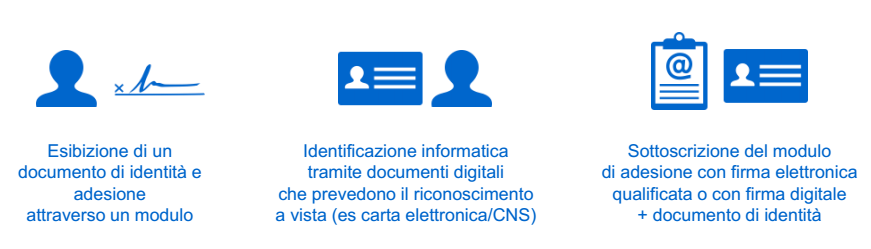 Esibizione di un
documento di identità e
adesione
attraverso un modulo
Identificazione informatica
tramite documenti digitali
che prevedono il riconoscimento
a vista (es carta elettronica/CNS)
@
Sottoscrizione del modulo
di adesione con firma elettronica
qualificata o con firma digitale
+ documento di identità